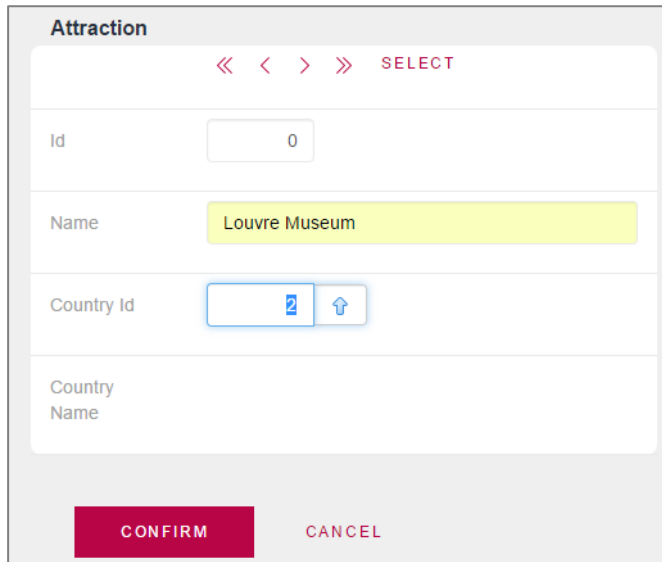 Attraction
SELECT
Id 0
Name Louvre Museum
Country Id 2
Country
Name
CONFIRM CANCEL